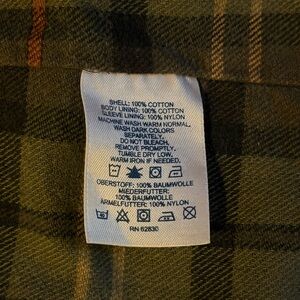 SHELL: 100% COTTON
BODY LINING: 100% COTTON
SLEEVE LINING: 100% NYLON
MACHINE WASH WARM NORMAL,
WASH DARK COLORS
SEPARATELY.
DO NOT BLEACH.
REMOVE PROMPTLY.
TUMBLE DRY LOW,
WARM IRON IF NEEDED.
OBERSTOFF: 100% BAUMWOLLE
MIEDERFUTTER:
100% BAUMWOLLE
ÄRMELFUTTER: 100% NYLON
RN 62830